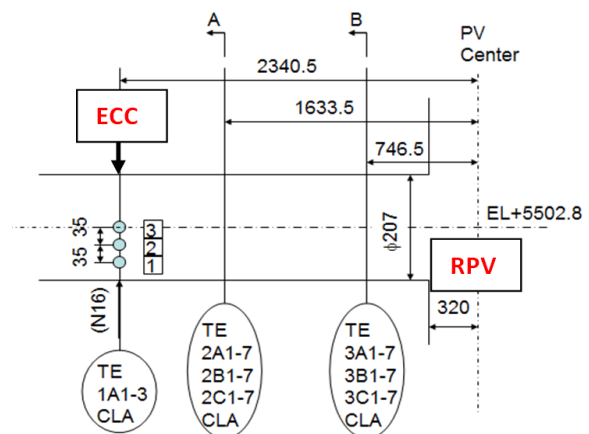 A
B
PV
Center
2340.5
1633.5
746.5
ECC
35
35
3
2
1
ϕ207
EL+5502.8
RPV
320
(N16)
TE
1A1-3
CLA
TE
2A1-7
2B1-7
2C1-7
CLA
TE
3A1-7
3B1-7
3C1-7
CLA